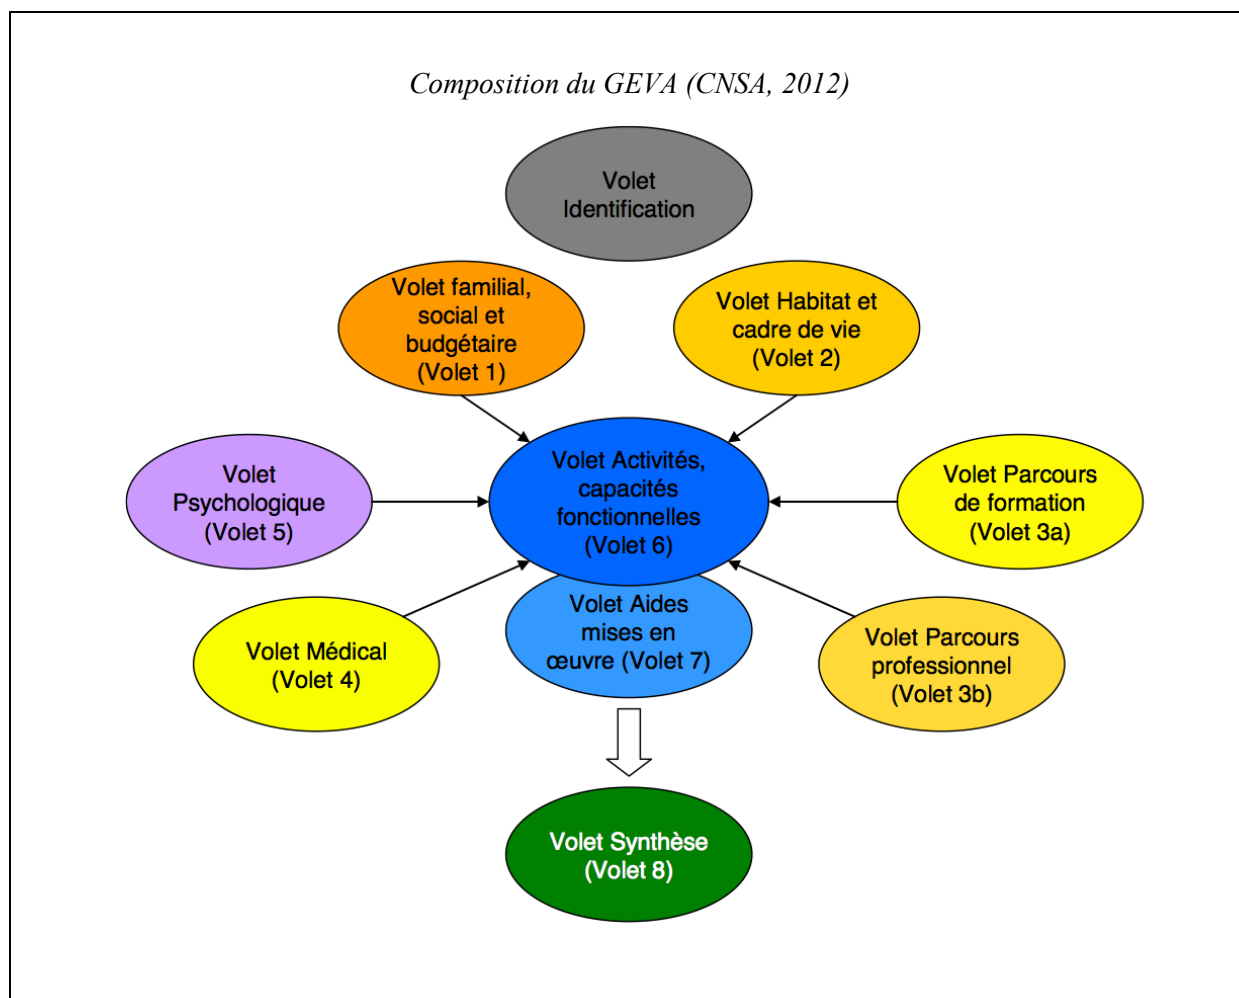 Composition du GEVA (CNSA, 2012)
Volet
Identification
Volet familial,
social et
budgétaire
(Volet 1)
Volet Habitat et
cadre de vie
(Volet 2)
Volet
Psychologique
(Volet 5)
Volet Activités,
capacités
fonctionnelles
(Volet 6)
Volet Parcours
de formation
(Volet 3a)
Volet Médical
(Volet 4)
Volet Aides
mises en
œuvre (Volet 7)
Volet Parcours
professionnel
(Volet 3b)
Volet Synthèse
(Volet 8)